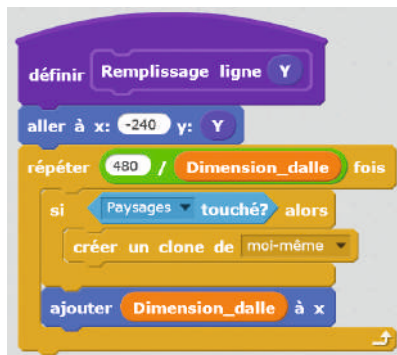 définir Remplissage ligne Y
aller à x: -240 y: Y
répéter 480 / Dimension_dalle fois
si Paysages touché? alors
créer un clone de moi-même
ajouter Dimension_dalle à x